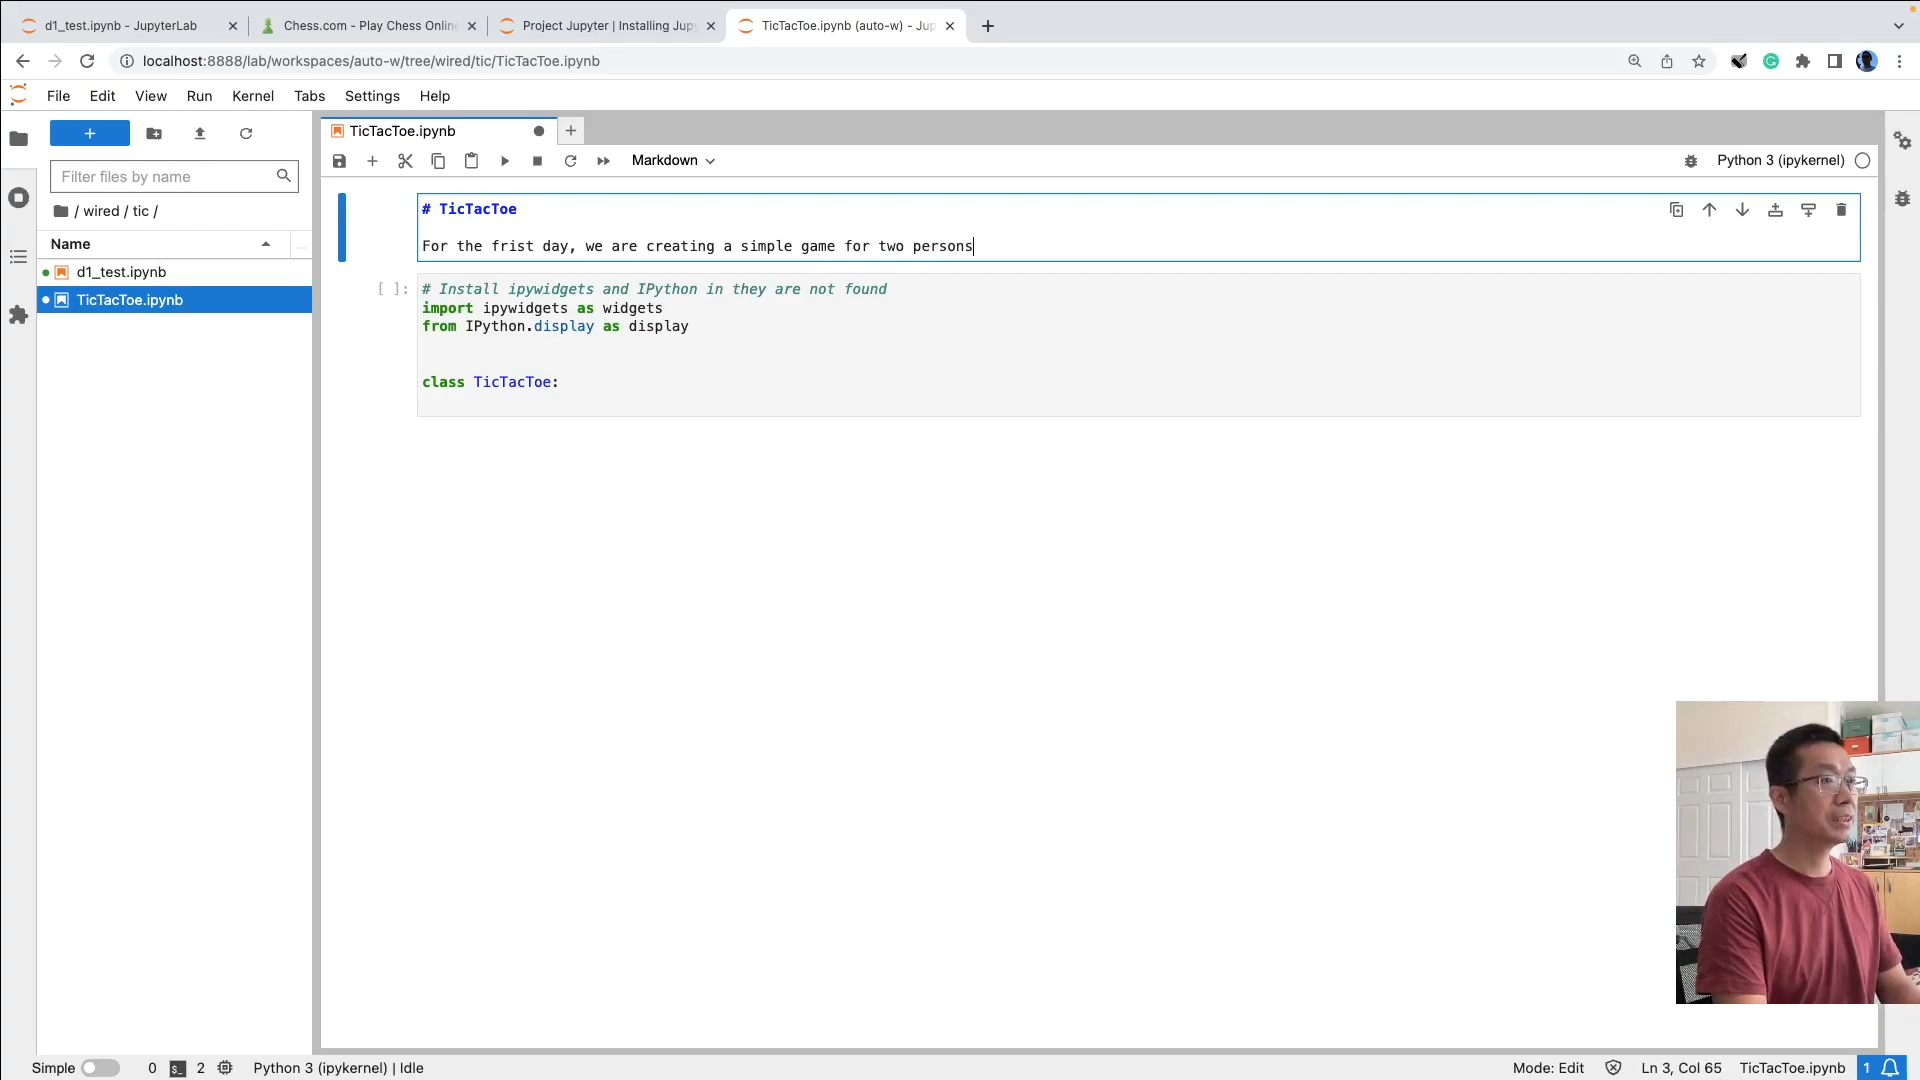 d1_test.ipynb - JupyterLab
Chess.com - Play Chess Online
Project Jupyter | Installing Jupy
TicTacToe.ipynb (auto-w) - Jup
localhost:8888/lab/workspaces/auto-w/tree/wired/tic/TicTacToe.ipynb
File Edit View Run Kernel Tabs Settings Help
TicTacToe.ipynb
Markdown
Python 3 (ipykernel)
Filter files by name
/ wired / tic /
Name
d1_test.ipynb
TicTacToe.ipynb
# TicTacToe
For the frist day, we are creating a simple game for two persons
[ ]:
# Install ipywidgets and IPython in they are not found
import ipywidgets as widgets
from IPython.display as display
class TicTacToe:
Simple 0 $_ 2 Python 3 (ipykernel) | Idle
Mode: Edit Ln 3, Col 65 TicTacToe.ipynb 1